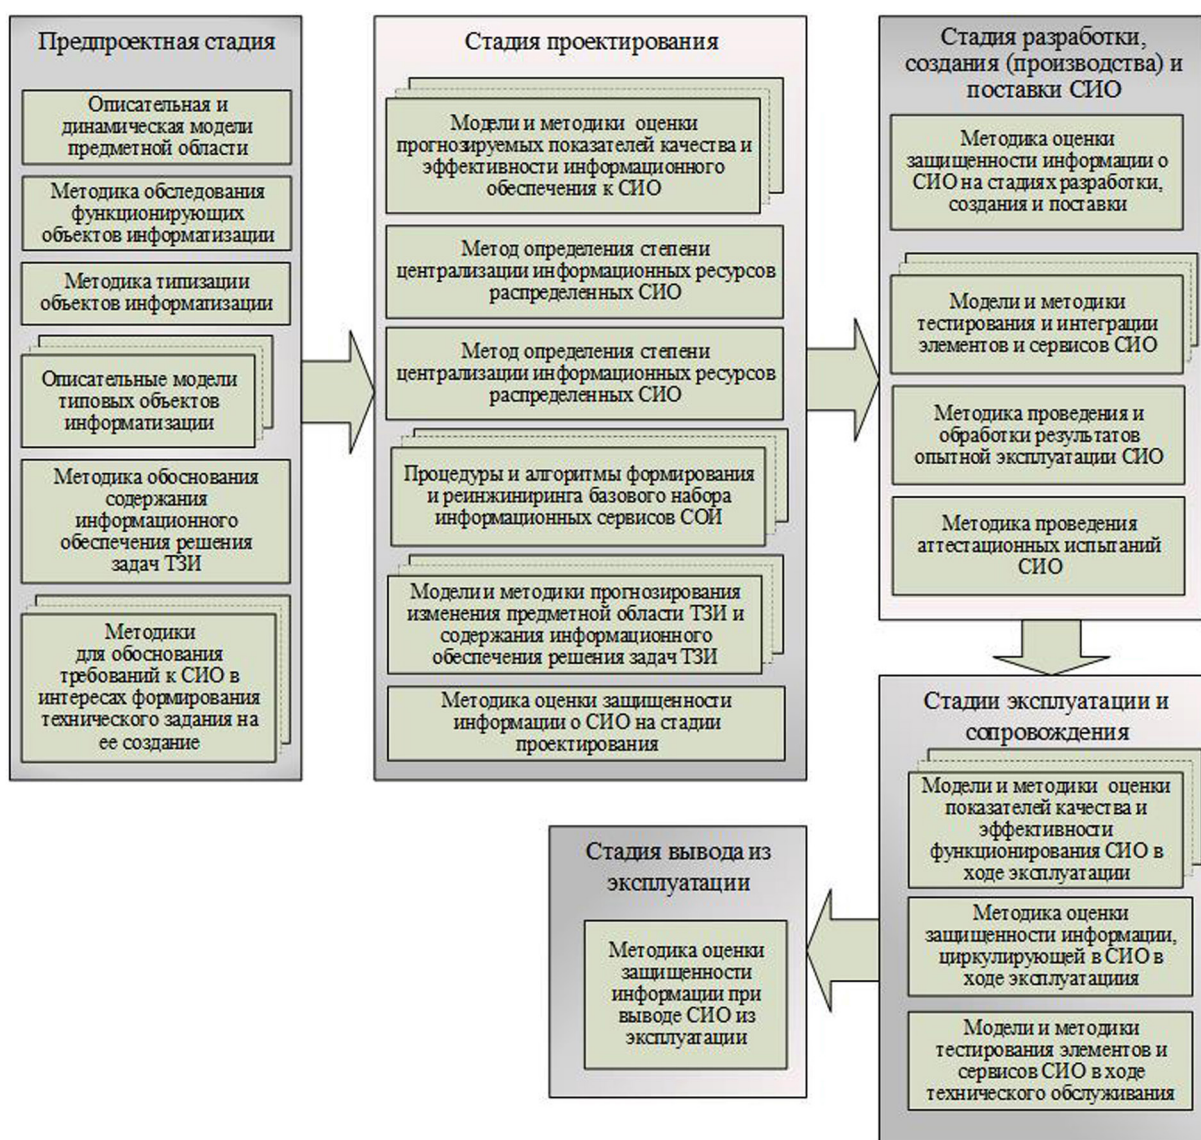 Предпроектная стадия
Описательная и
динамическая модели
предметной области
Методика обследования
функционирующих
объектов информатизации
Методика типизации
объектов информатизации
Описательные модели
типовых объектов
информатизации
Методика обоснования
содержания
информационного
обеспечения решения
задач ТЗИ
Методики
для обоснования
требований к СИО в
интересах формирования
технического задания на
ее создание
Стадия проектирования
Модели и методики оценки
прогнозируемых показателей качества и
эффективности информационного
обеспечения к СИО
Метод определения степени
централизации информационных ресурсов
распределенных СИО
Метод определения степени
централизации информационных ресурсов
распределенных СИО
Процедуры и алгоритмы формирования
и реинжиниринга базового набора
информационных сервисов СОИ
Модели и методики прогнозирования
изменения предметной области ТЗИ и
содержания информационного
обеспечения решения задач ТЗИ
Методика оценки защищенности
информации о СИО на стадии
проектирования
Стадия разработки,
создания (производства) и
поставки СИО
Методика оценки
защищенности информации о
СИО на стадиях разработки,
создания и поставки
Модели и методики
тестирования и интеграции
элементов и сервисов СИО
Методика проведения и
обработки результатов
опытной эксплуатации СИО
Методика проведения
аттестационных испытаний
СИО
Стадии эксплуатации и
сопровождения
Модели и методики оценки
показателей качества и
эффективности
функционирования СИО в
ходе эксплуатации
Методика оценки
защищенности информации,
циркулирующей в СИО в
ходе эксплуатациия
Модели и методики
тестирования элементов и
сервисов СИО в ходе
технического обслуживания
Стадия вывода из
эксплуатации
Методика оценки
защищенности
информации при
выводе СИО из
эксплуатации